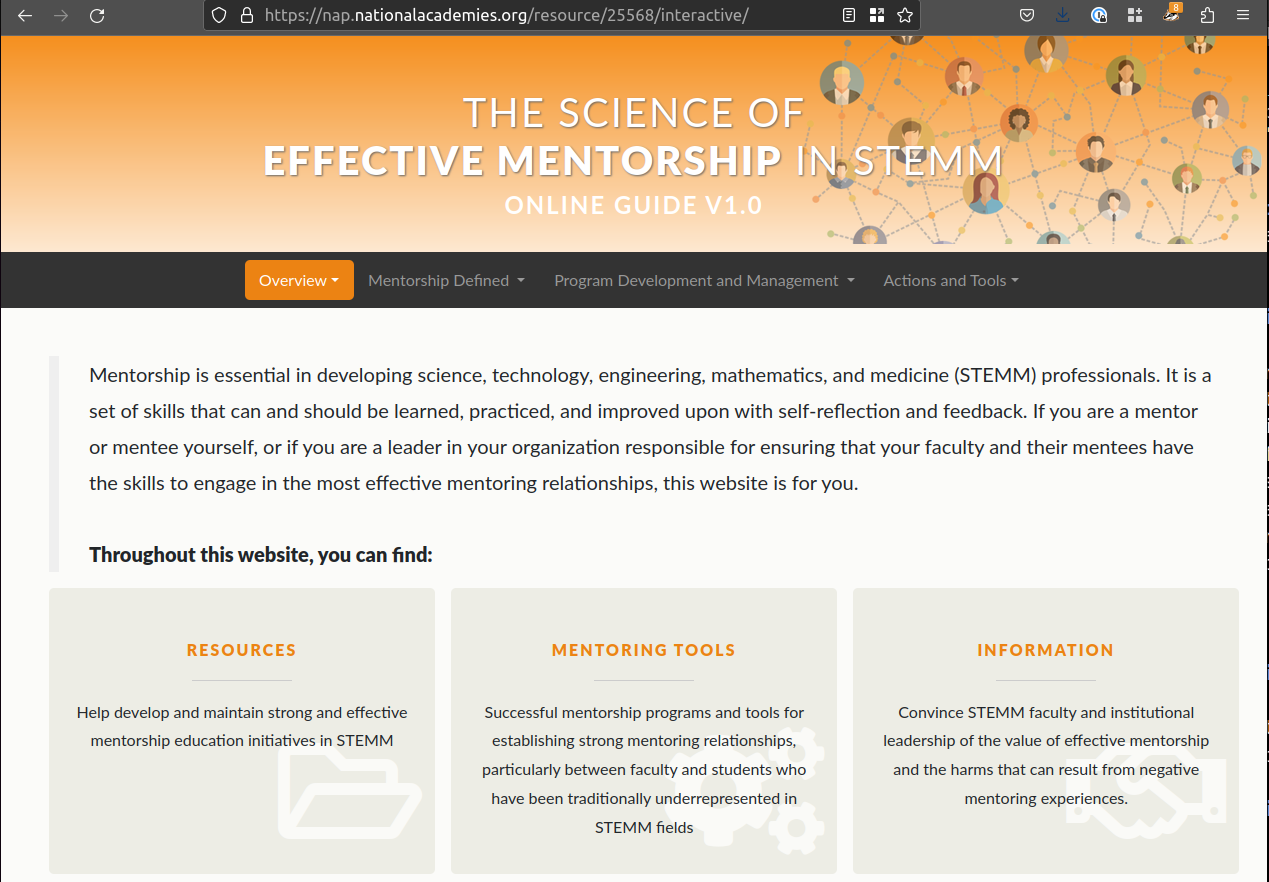 https://nap.nationalacademies.org/resource/25568/interactive/
8
THE SCIENCE OF
EFFECTIVE MENTORSHIP IN STEMM
ONLINE GUIDE V1.0
Overview Mentorship Defined Program Development and Management Actions and Tools
Mentorship is essential in developing science, technology, engineering, mathematics, and medicine (STEMM) professionals. It is a
set of skills that can and should be learned, practiced, and improved upon with self-reflection and feedback. If you are a mentor
or mentee yourself, or if you are a leader in your organization responsible for ensuring that your faculty and their mentees have
the skills to engage in the most effective mentoring relationships, this website is for you.
Throughout this website, you can find:
RESOURCES
Help develop and maintain strong and effective
mentorship education initiatives in STEMM
MENTORING TOOLS
Successful mentorship programs and tools for
establishing strong mentoring relationships,
particularly between faculty and students who
have been traditionally underrepresented in
STEMM fields
INFORMATION
Convince STEMM faculty and institutional
leadership of the value of effective mentorship
and the harms that can result from negative
mentoring experiences.